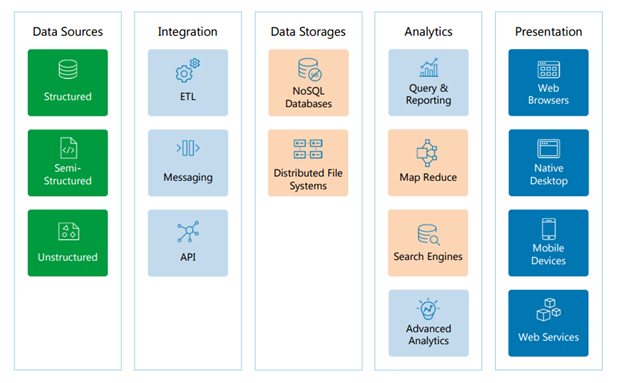 Data Sources
Structured
Semi-
Structured
Unstructured
Integration
ETL
Messaging
API
Data Storages
NoSQL
Databases
Distributed File
Systems
Analytics
Query &
Reporting
Map Reduce
Search Engines
Advanced
Analytics
Presentation
Web
Browsers
Native
Desktop
Mobile
Devices
Web Services